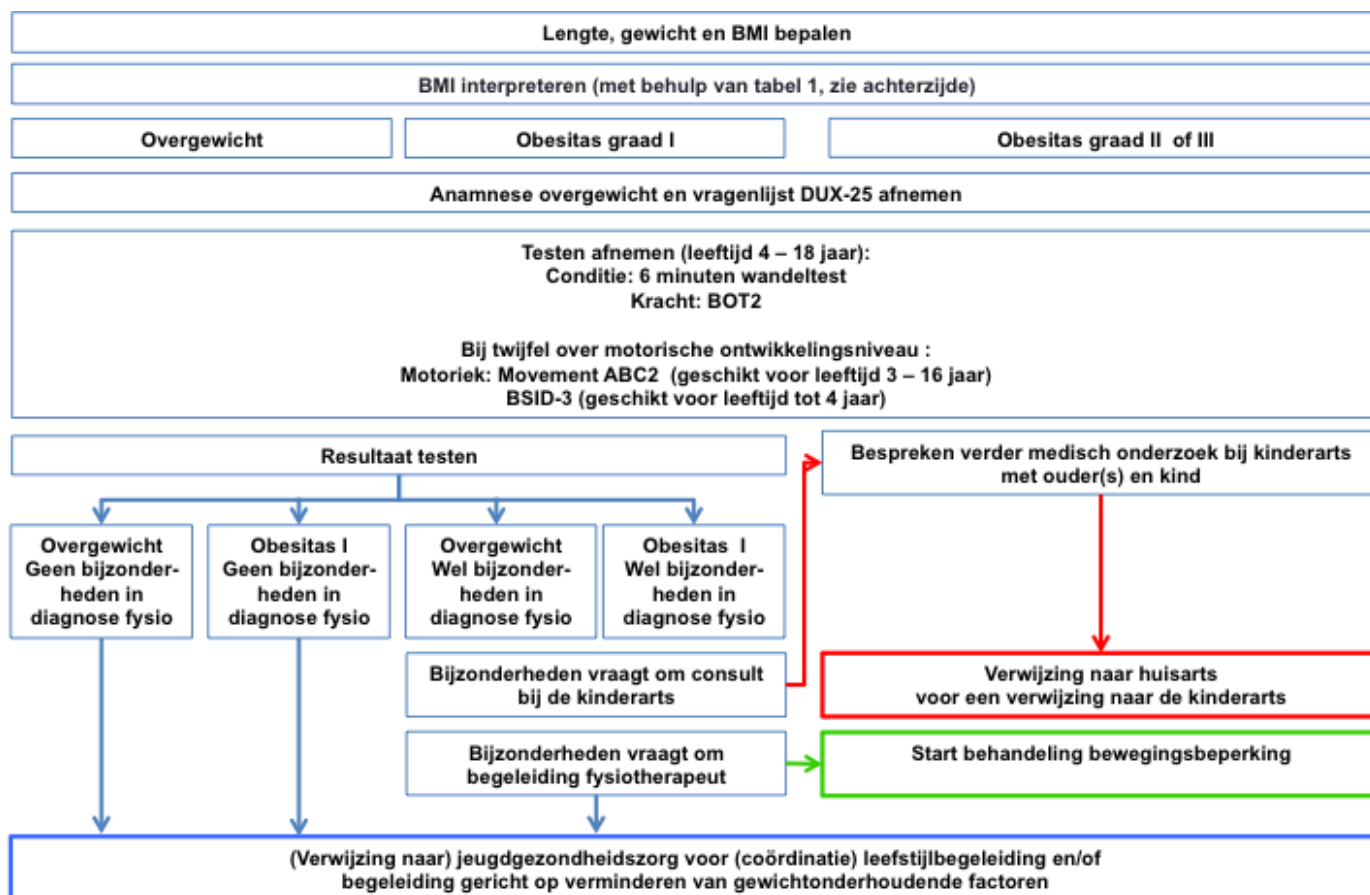 Lengte, gewicht en BMI bepalen
BMI interpreteren (met behulp van tabel 1, zie achterzijde)
Overgewicht
Obesitas graad I
Obesitas graad II of III
Anamnese overgewicht en vragenlijst DUX-25 afnemen
Testen afnemen (leeftijd 4 – 18 jaar):
Conditie: 6 minuten wandeltest
Kracht: BOT2
Bij twijfel over motorische ontwikkelingsniveau :
Motoriek: Movement ABC2 (geschikt voor leeftijd 3 – 16 jaar)
BSID-3 (geschikt voor leeftijd tot 4 jaar)
Resultaat testen
Bespreken verder medisch onderzoek bij kinderarts
met ouder(s) en kind
Overgewicht
Geen bijzonder-
heden in
diagnose fysio
Obesitas I
Geen bijzonder-
heden in
diagnose fysio
Overgewicht
Wel bijzonder-
heden in
diagnose fysio
Obesitas I
Wel bijzonder-
heden in
diagnose fysio
Bijzonderheden vraagt om consult
bij de kinderarts
Verwijzing naar huisarts
voor een verwijzing naar de kinderarts
Bijzonderheden vraagt om
begeleiding fysiotherapeut
Start behandeling bewegingsbeperking
(Verwijzing naar) jeugdgezondheidszorg voor (coördinatie) leefstijlbegeleiding en/of
begeleiding gericht op verminderen van gewichtonderhoudende factoren